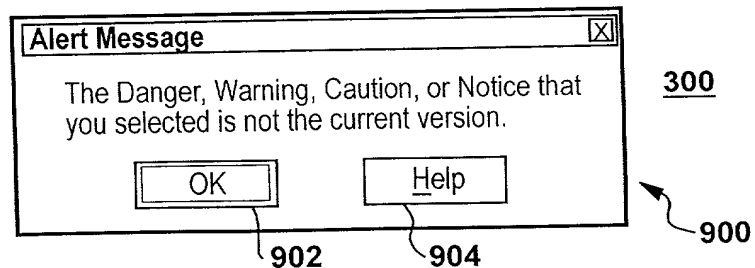 Alert Message X
The Danger, Warning, Caution, or Notice that
you selected is not the current version.
300
OK Help
900
902 904